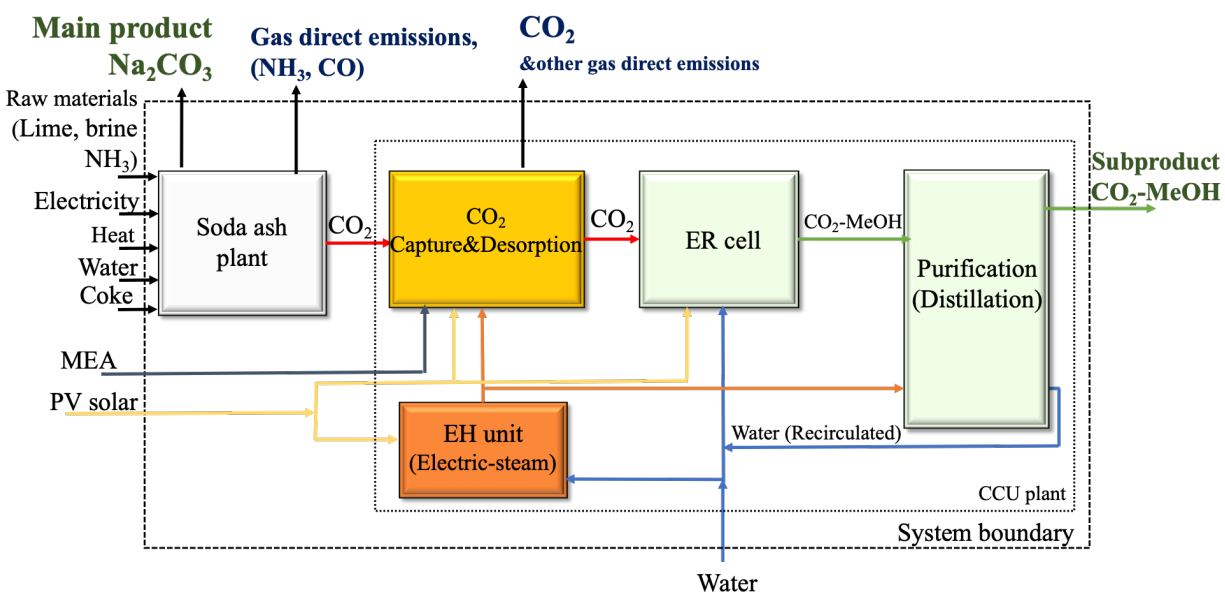 Main product
Na₂CO₃
Gas direct emissions,
(NH₃, CO)
CO₂
&other gas direct emissions
Raw materials
(Lime, brine
NH₃)
Electricity
Heat
Water
Coke
Soda ash
plant
CO₂
CO₂
Capture&Desorption
CO₂
ER cell
CO₂-MeOH
Purification
(Distillation)
Subproduct
CO₂-MeOH
MEA
PV solar
EH unit
(Electric-steam)
Water (Recirculated)
CCU plant
System boundary
Water